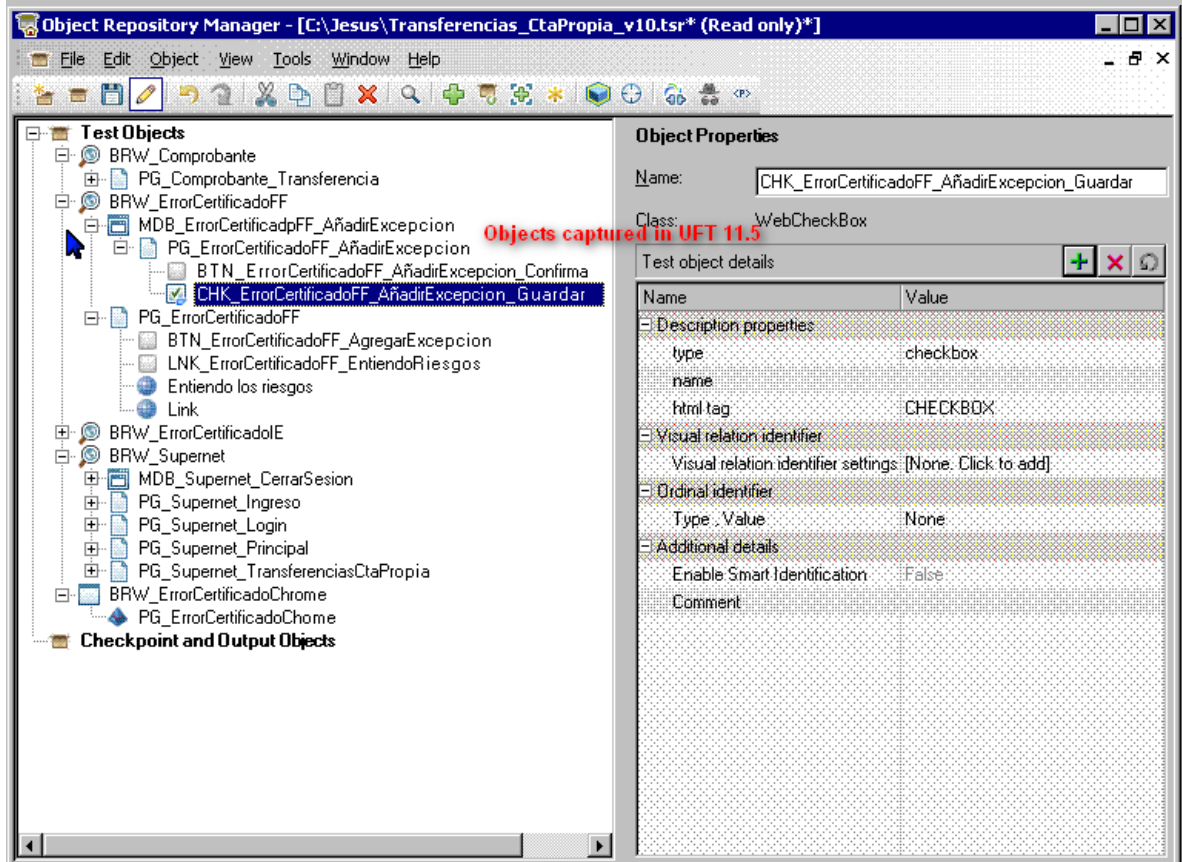 Object Repository Manager - [C:\Jesus\Transferencias_CtaPropia_v10.tsr* (Read only)*]
File Edit Object View Tools Window Help
<P>
Test Objects
BRW_Comprobante
PG_Comprobante_Transferencia
BRW_ErrorCertificadoFF
MDB_ErrorCertificadpFF_AñadirExcepcion
PG_ErrorCertificadoFF_AñadirExcepcion
BTN_ErrorCertificadoFF_AñadirExcepcion_Confirma
CHK_ErrorCertificadoFF_AñadirExcepcion_Guardar
PG_ErrorCertificadoFF
BTN_ErrorCertificadoFF_AgregarExcepcion
LNK_ErrorCertificadoFF_EntiendoRiesgos
Entiendo los riesgos
Link
BRW_ErrorCertificadoIE
BRW_Supernet
MDB_Supernet_CerrarSesion
PG_Supernet_Ingreso
PG_Supernet_Login
PG_Supernet_Principal
PG_Supernet_TransferenciasCtaPropia
BRW_ErrorCertificadoChrome
PG_ErrorCertificadoChome
Checkpoint and Output Objects
Objects captured in UFT 11.5
Object Properties
Name: CHK_ErrorCertificadoFF_AñadirExcepcion_Guardar
Class: WebCheckBox
Test object details
Name Value
Description properties
type checkbox
name
html tag CHECKBOX
Visual relation identifier
Visual relation identifier settings [None. Click to add]
Ordinal identifier
Type , Value None
Additional details
Enable Smart Identification False
Comment